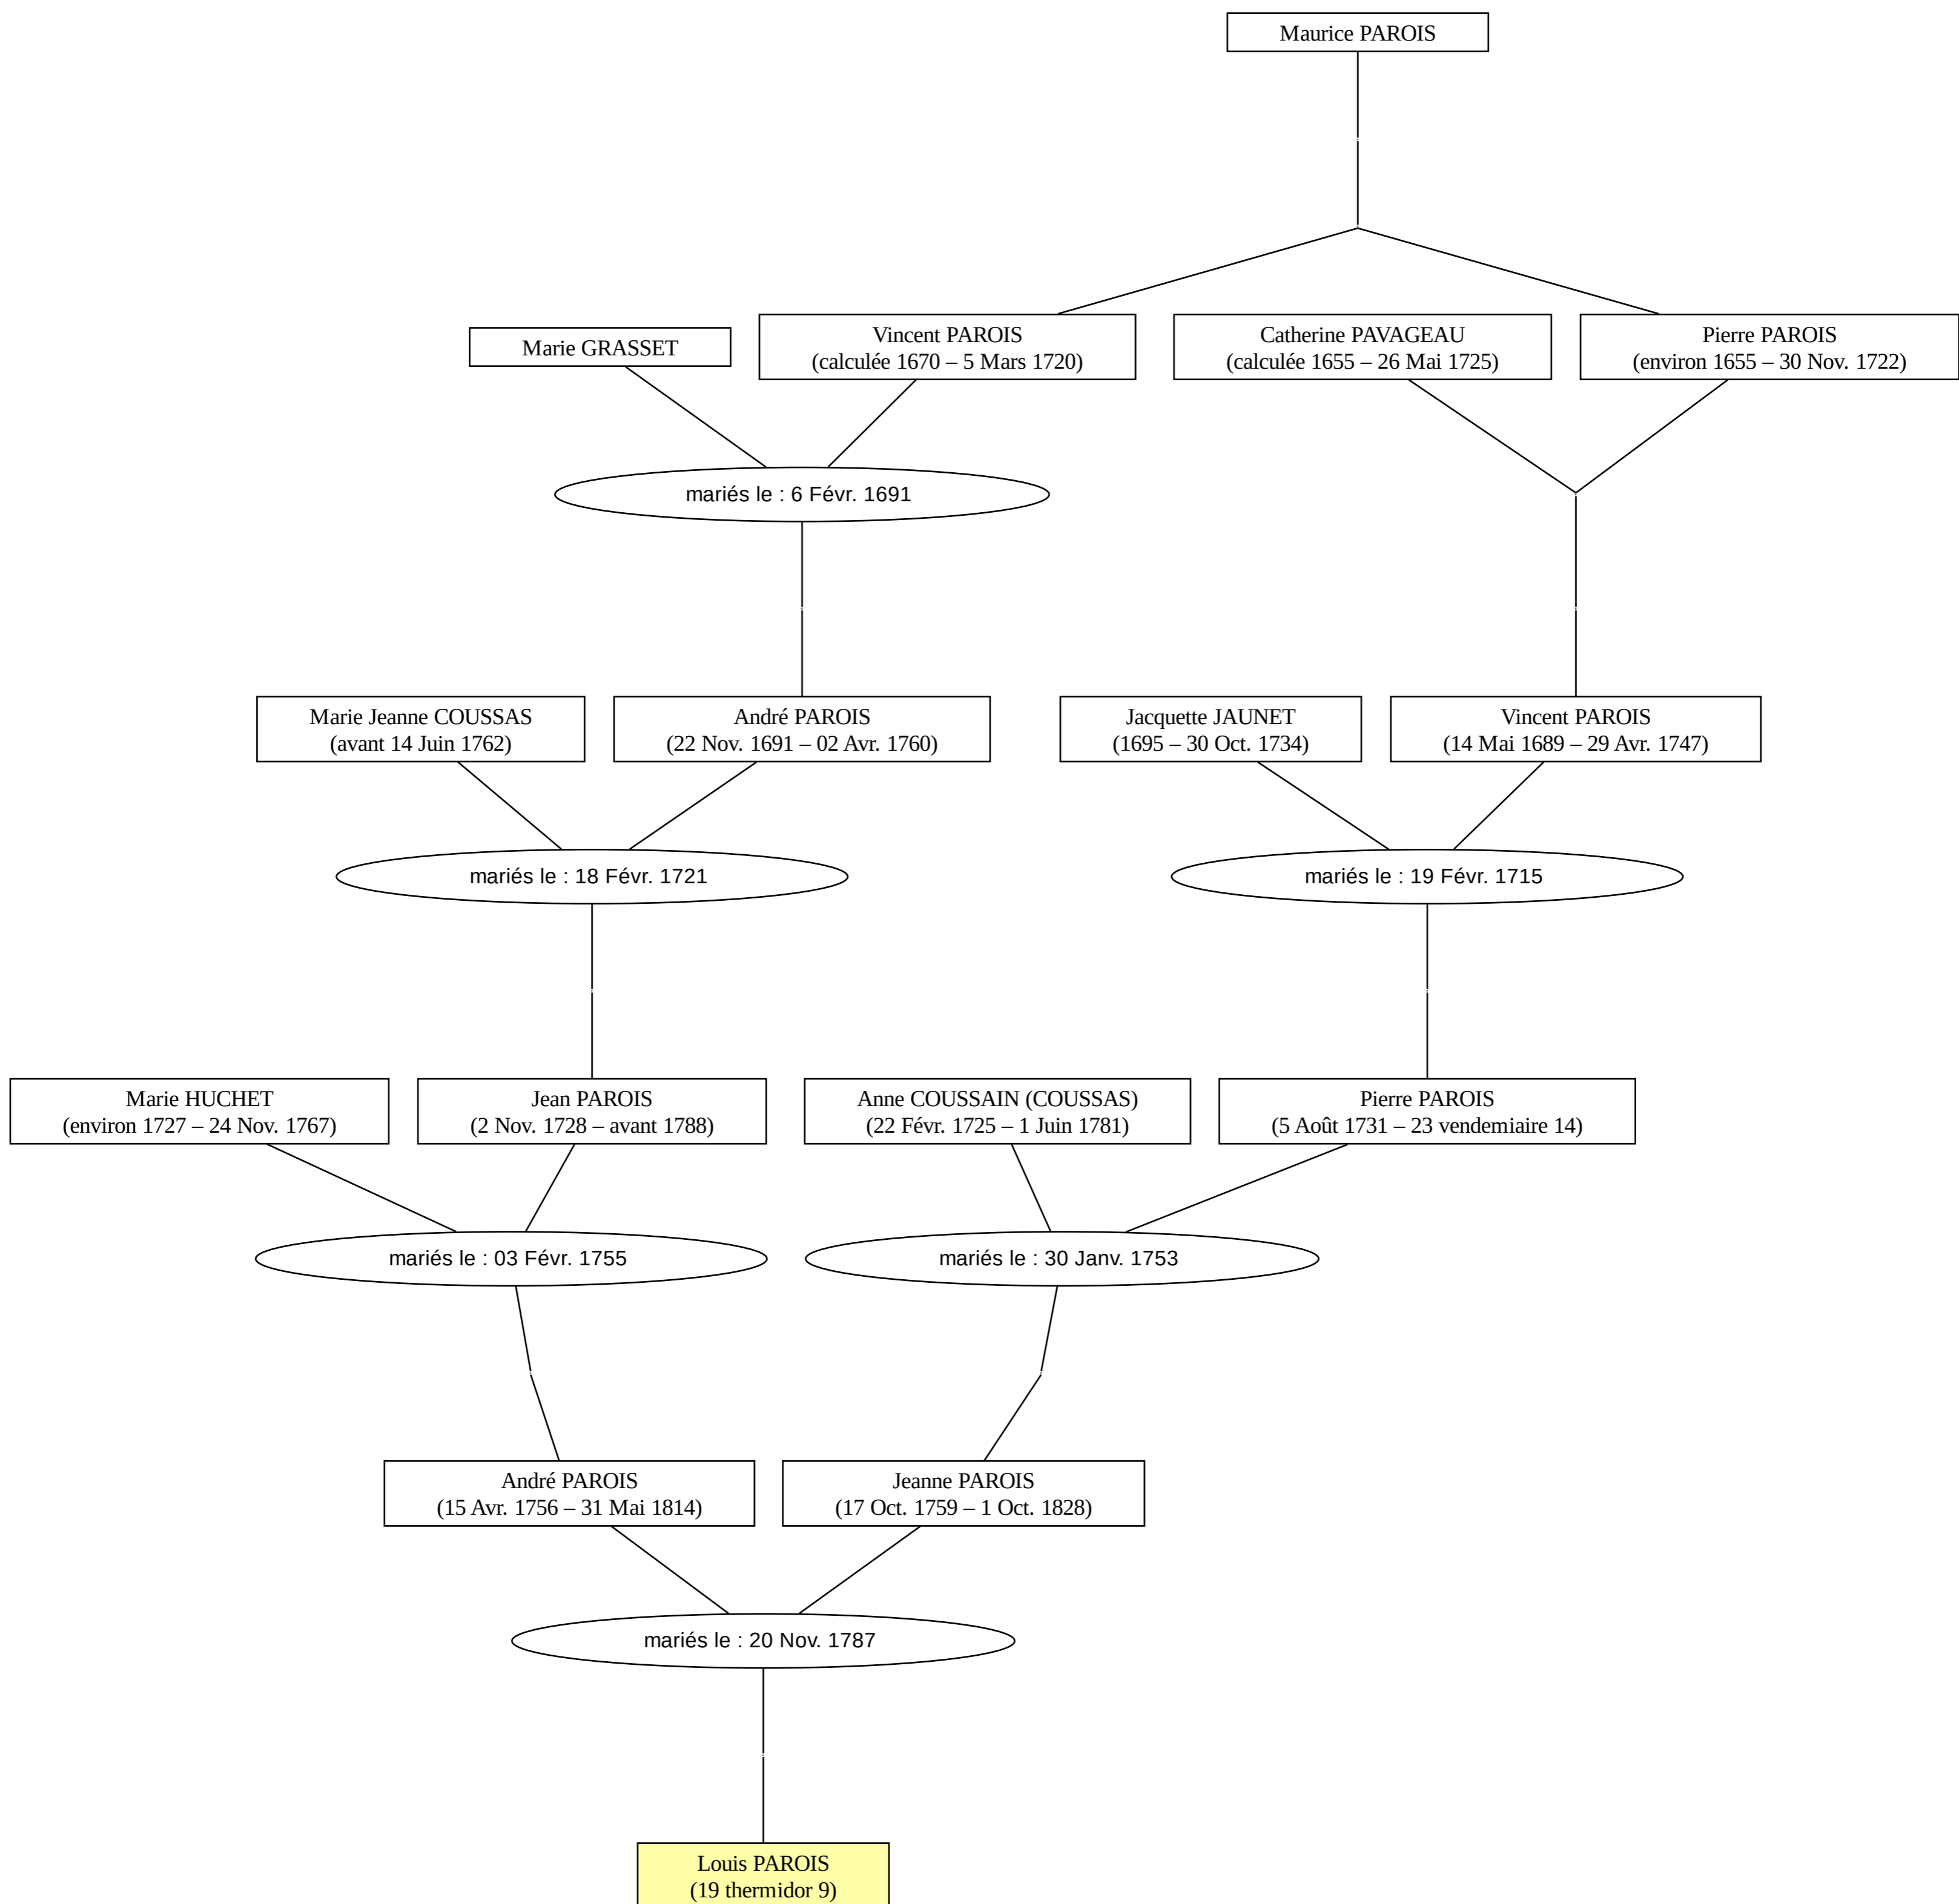 Maurice PAROIS
Marie GRASSET
Vincent PAROIS
(calculée 1670 – 5 Mars 1720)
Catherine PAVAGEAU
(calculée 1655 – 26 Mai 1725)
Pierre PAROIS
(environ 1655 – 30 Nov. 1722)
mariés le : 6 Févr. 1691
Marie Jeanne COUSSAS
(avant 14 Juin 1762)
André PAROIS
(22 Nov. 1691 – 02 Avr. 1760)
Jacquette JAUNET
(1695 – 30 Oct. 1734)
Vincent PAROIS
(14 Mai 1689 – 29 Avr. 1747)
mariés le : 18 Févr. 1721
mariés le : 19 Févr. 1715
Marie HUCHET
(environ 1727 – 24 Nov. 1767)
Jean PAROIS
(2 Nov. 1728 – avant 1788)
Anne COUSSAIN (COUSSAS)
(22 Févr. 1725 – 1 Juin 1781)
Pierre PAROIS
(5 Août 1731 – 23 vendemiaire 14)
mariés le : 03 Févr. 1755
mariés le : 30 Janv. 1753
André PAROIS
(15 Avr. 1756 – 31 Mai 1814)
Jeanne PAROIS
(17 Oct. 1759 – 1 Oct. 1828)
mariés le : 20 Nov. 1787
Louis PAROIS
(19 thermidor 9)